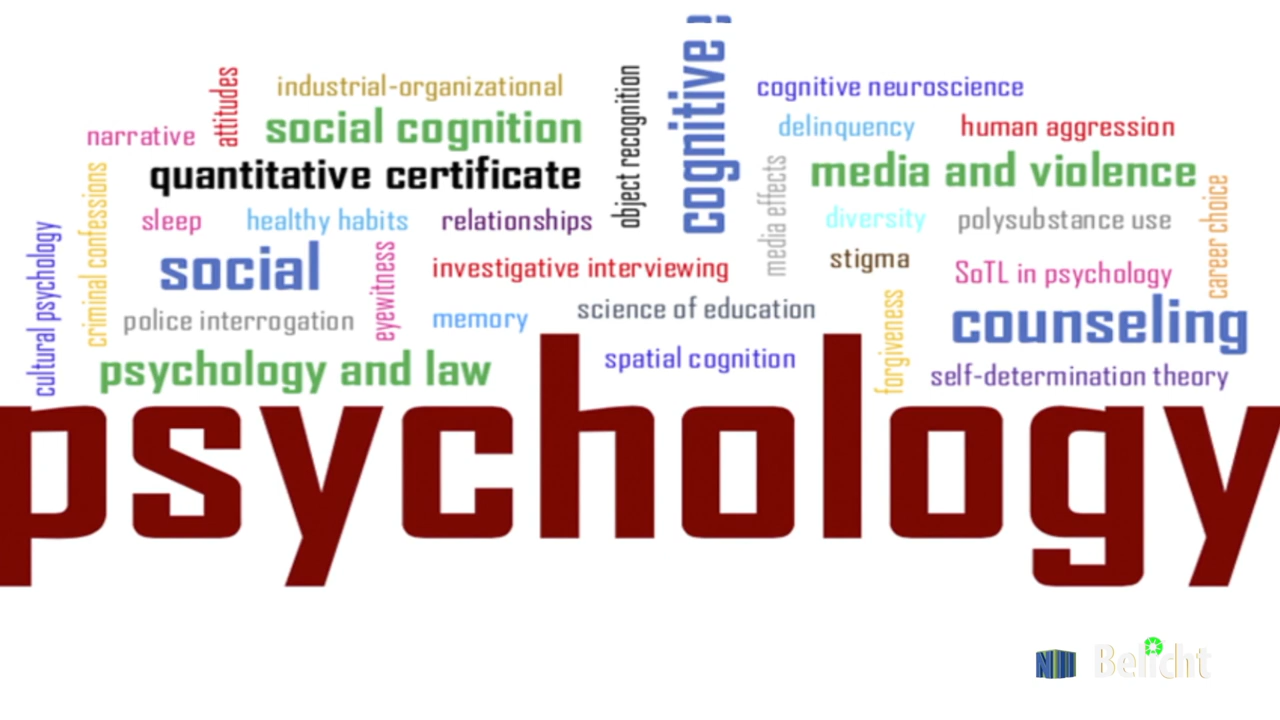 attitudes
industrial-organizational
object recognition
cognitive
cognitive neuroscience
narrative
social cognition
delinquency
human aggression
quantitative certificate
media and violence
criminal confessions
sleep
healthy habits
relationships
media effects
diversity
polysubstance use
career choice
cultural psychology
social
eyewitness
investigative interviewing
stigma
SoTL in psychology
police interrogation
memory
science of education
forgiveness
counseling
psychology and law
spatial cognition
self-determination theory
psychology
Belicht